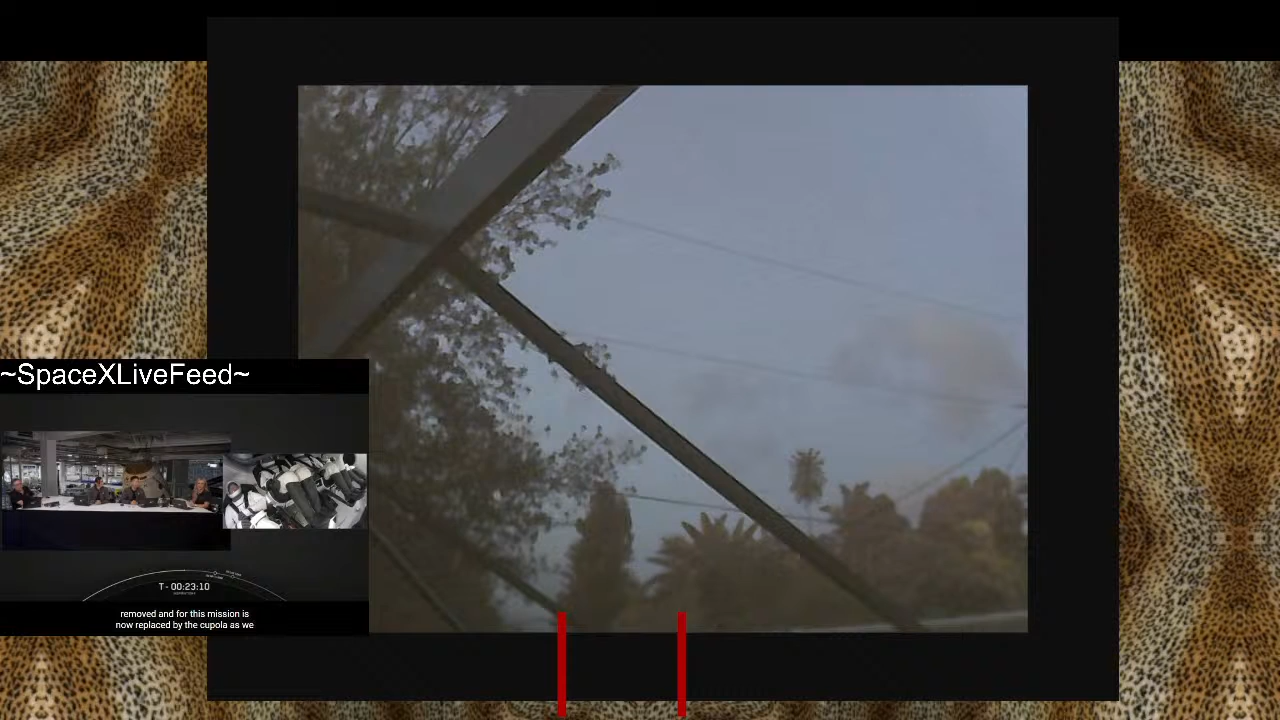 ~SpaceXLiveFeed~
T - 00:23:10
removed and for this mission is
now replaced by the cupola as we